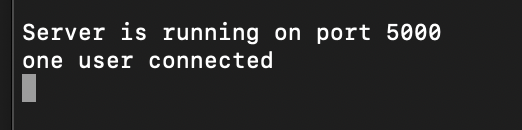 Server is running on port 5000
one user connected